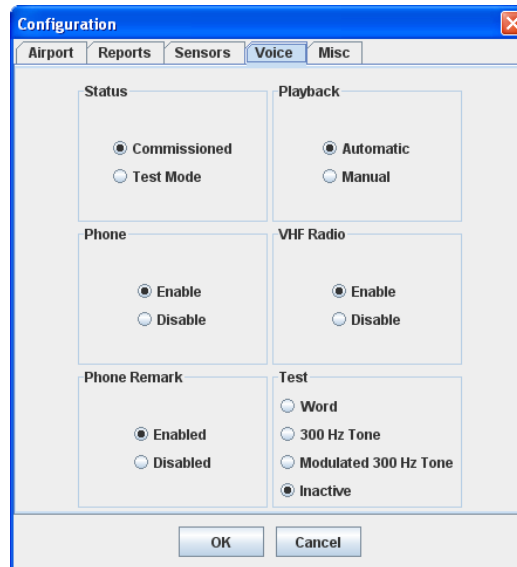 Configuration
Airport Reports Sensors Voice Misc
Status
Commissioned
Test Mode
Playback
Automatic
Manual
Phone
Enable
Disable
VHF Radio
Enable
Disable
Phone Remark
Enabled
Disabled
Test
Word
300 Hz Tone
Modulated 300 Hz Tone
Inactive
OK Cancel